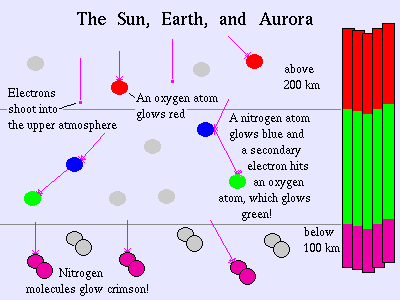 The Sun, Earth, and Aurora
above
200 km
Electrons
shoot into
the upper atmosphere
An oxygen atom
glows red
A nitrogen atom
glows blue and
a secondary
electron hits
an oxygen
atom, which glows
green!
below
100 km
Nitrogen
molecules glow crimson!